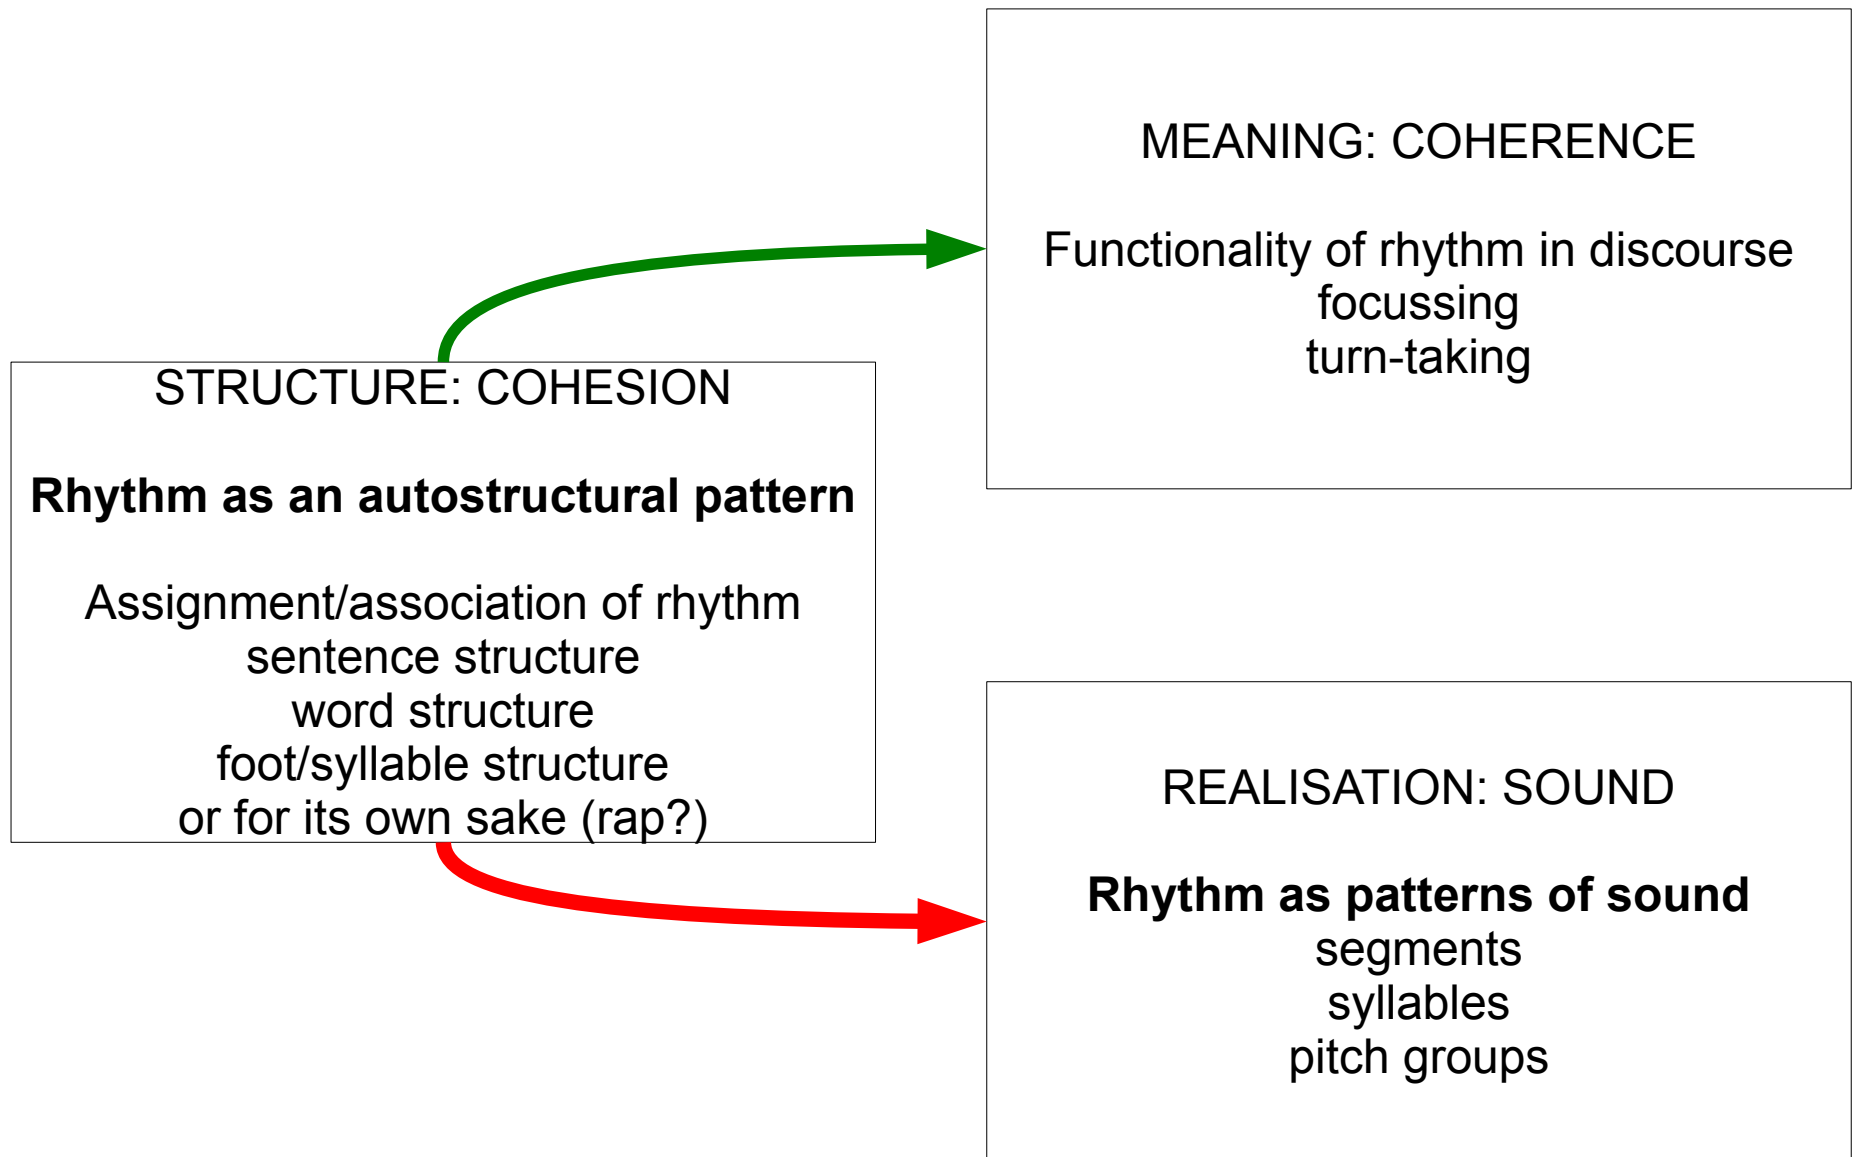 MEANING: COHERENCE
Functionality of rhythm in discourse
focussing
turn-taking
STRUCTURE: COHESION
Rhythm as an autostructural pattern
Assignment/association of rhythm
sentence structure
word structure
foot/syllable structure
or for its own sake (rap?)
REALISATION: SOUND
Rhythm as patterns of sound
segments
syllables
pitch groups